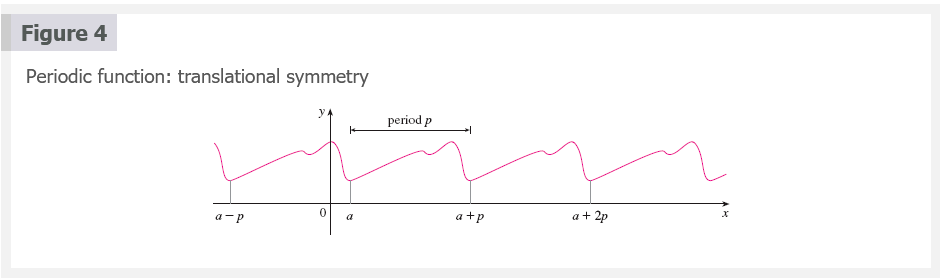 Figure 4
Periodic function: translational symmetry
y
period p
a – p
0
a
a + p
a + 2p
x